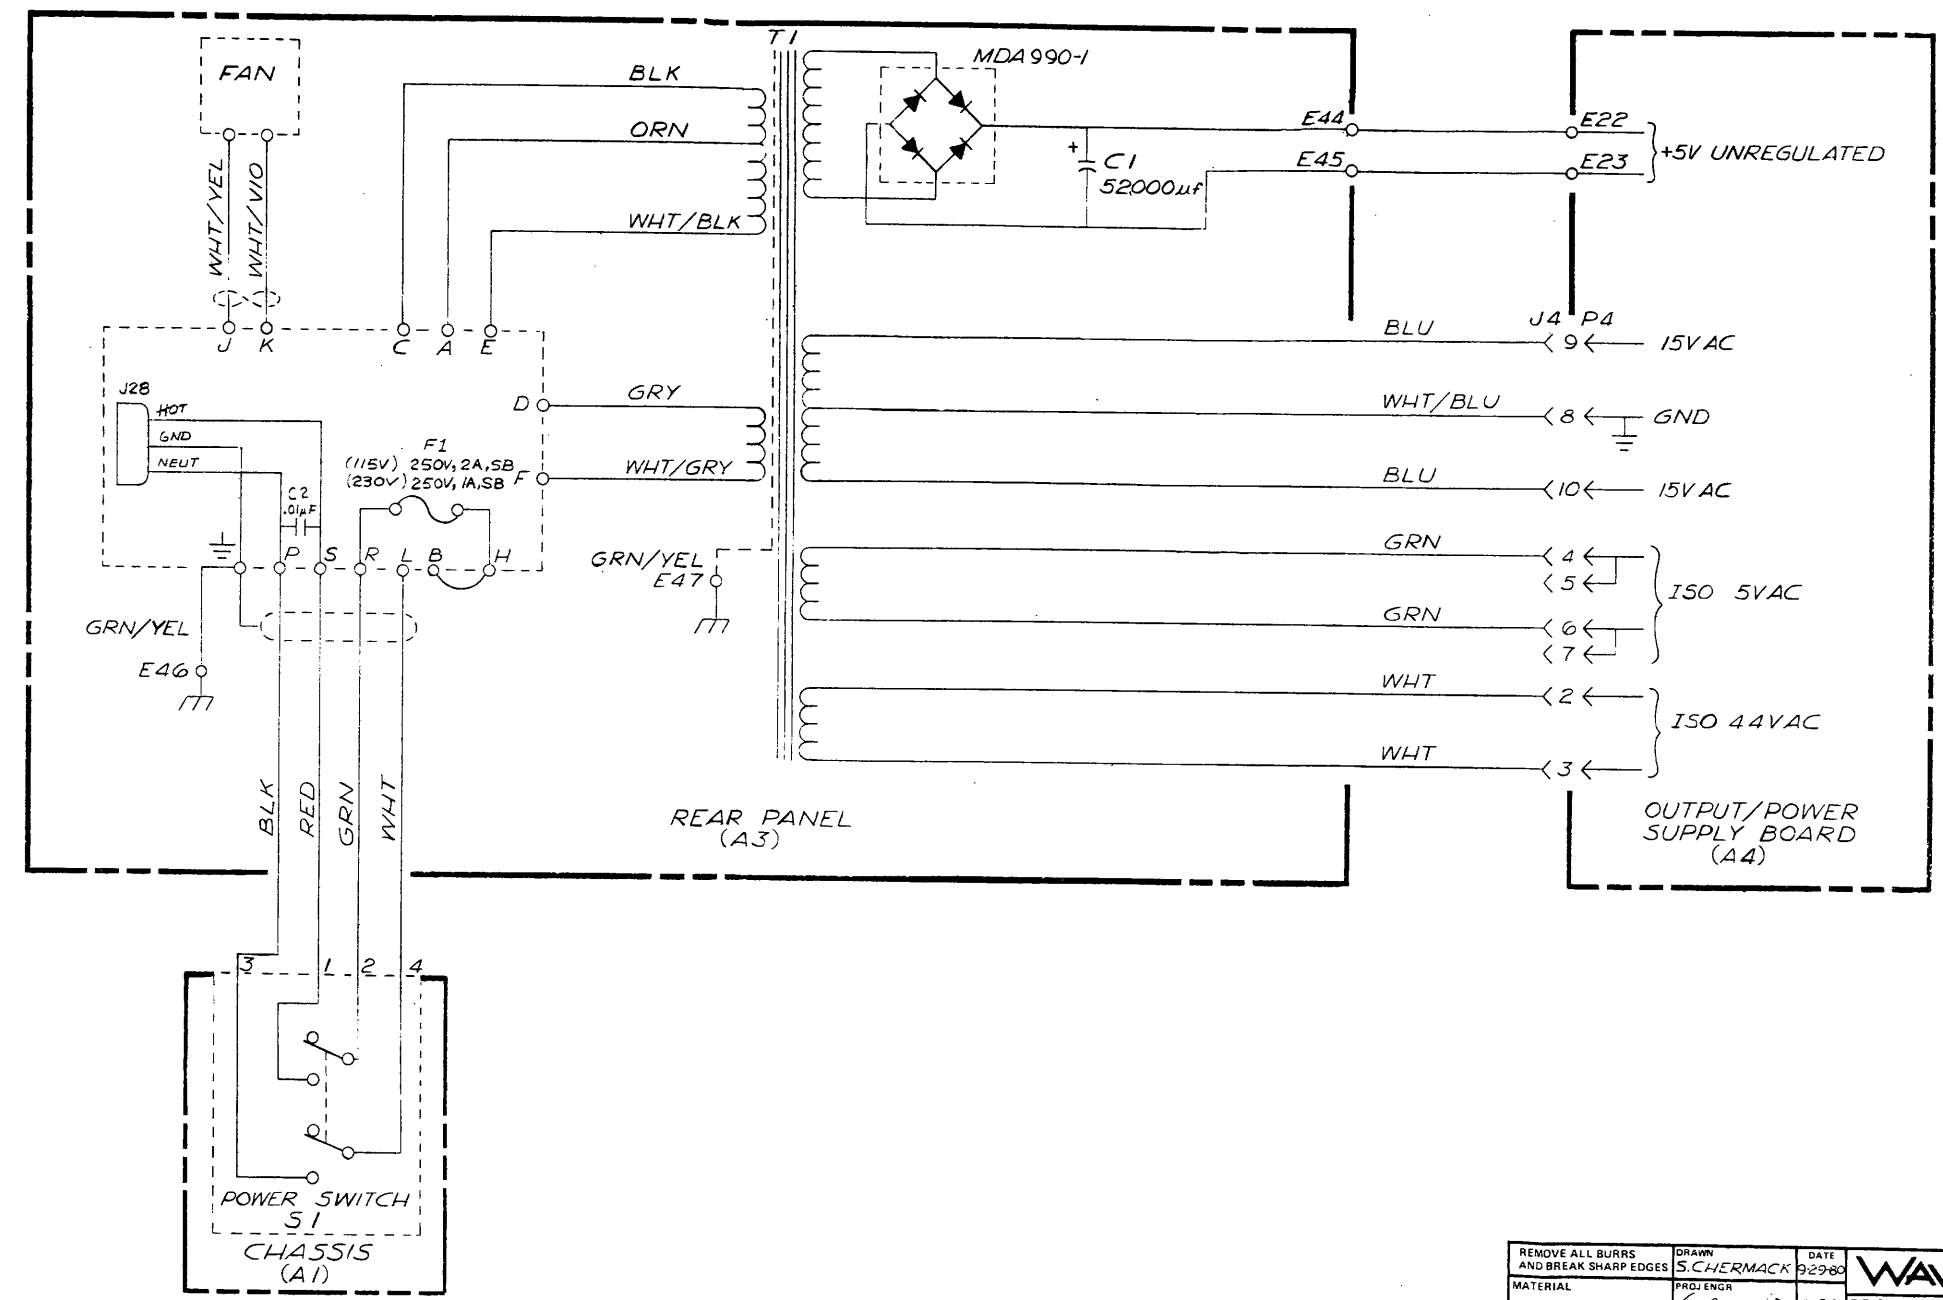 T1
MDA990-1
FAN
BLK
ORN
WHT/BLK
WHT/YEL
WHT/VIO
E44
E45
E22
E23
+5V UNREGULATED
+
C1
52000µf
J K C A E
J28
HOT
GND
NEUT
C2
.01µF
F1
(115V) 250V, 2A, SB
(230V) 250V, 1A, SB
D
F
GRY
WHT/GRY
P S R L B H
GRN/YEL
E46
GRN/YEL
E47
J4 P4
BLU
9
15VAC
WHT/BLU
8
GND
BLU
10
15VAC
GRN
4
5
ISO 5VAC
GRN
6
7
WHT
2
ISO 44VAC
WHT
3
BLK
RED
GRN
WHT
REAR PANEL
(A3)
OUTPUT/POWER
SUPPLY BOARD
(A4)
3 1 2 4
POWER SWITCH
S1
CHASSIS
(A1)
REMOVE ALL BURRS
AND BREAK SHARP EDGES
DRAWN
S. CHERMACK
DATE
9-29-80
MATERIAL
PROJ ENGR